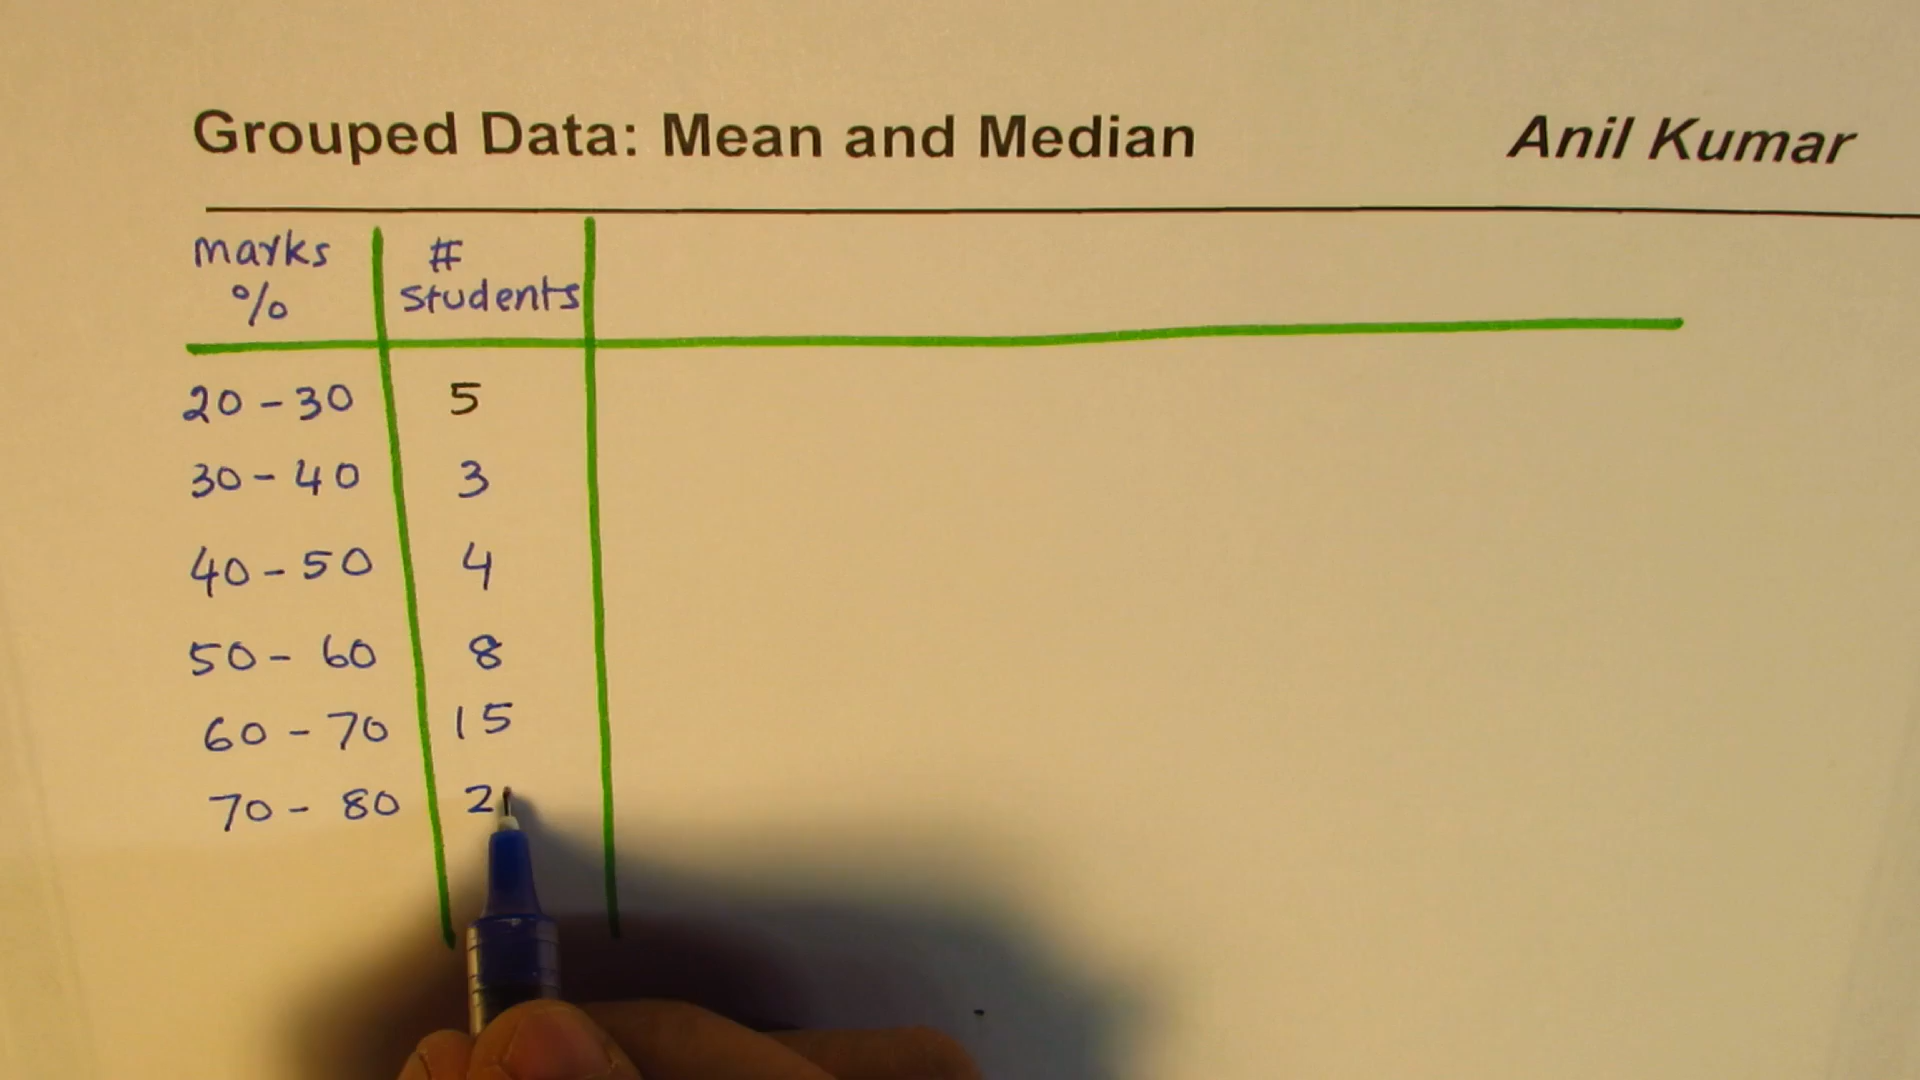 Grouped Data: Mean and Median Anil Kumar
marks % # students
20 - 30 5
30 - 40 3
40 - 50 4
50 - 60 8
60 - 70 15
70 - 80 2